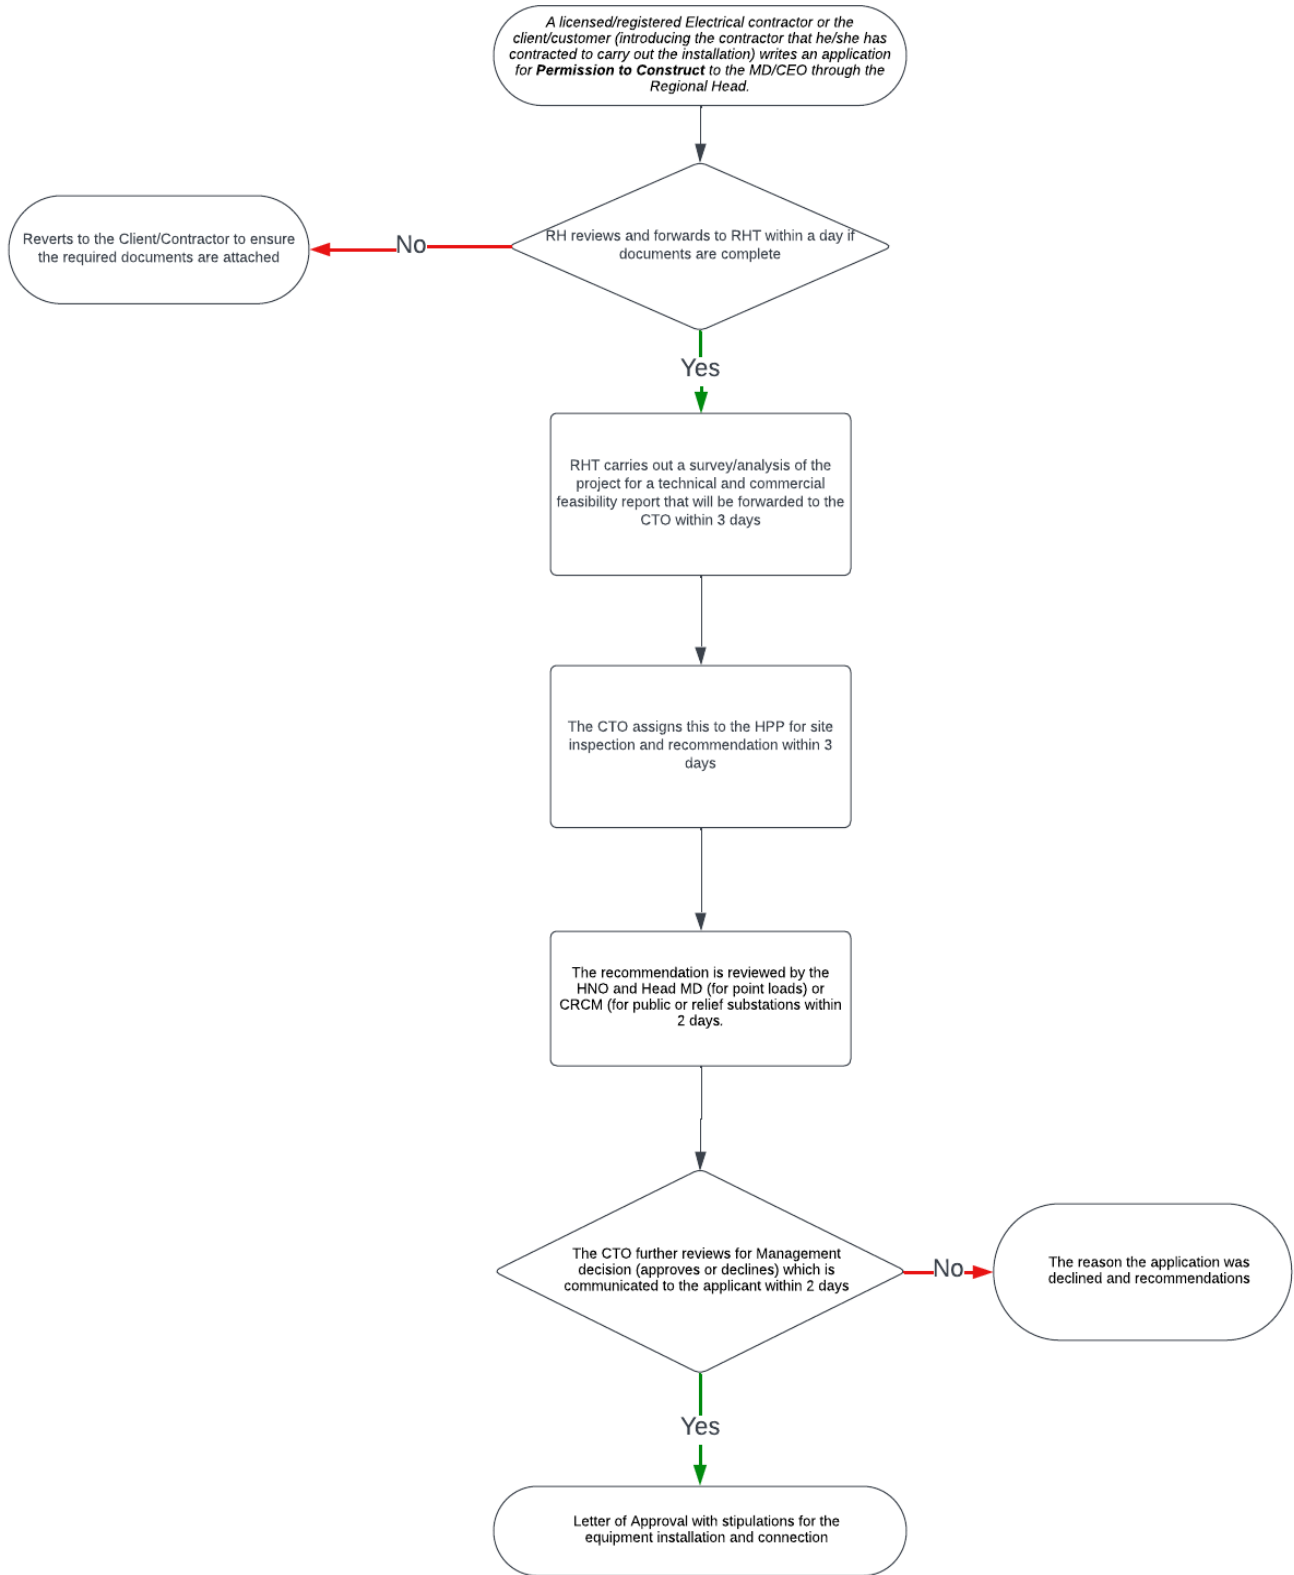 A licensed/registered Electrical contractor or the
client/customer (introducing the contractor that he/she has
contracted to carry out the installation) writes an application
for Permission to Construct to the MD/CEO through the
Regional Head.
RH reviews and forwards to RHT within a day if
documents are complete
No
Reverts to the Client/Contractor to ensure
the required documents are attached
Yes
RHT carries out a survey/analysis of the
project for a technical and commercial
feasibility report that will be forwarded to the
CTO within 3 days
The CTO assigns this to the HPP for site
inspection and recommendation within 3
days
The recommendation is reviewed by the
HNO and Head MD (for point loads) or
CRCM (for public or relief substations within
2 days.
The CTO further reviews for Management
decision (approves or declines) which is
communicated to the applicant within 2 days
No
The reason the application was
declined and recommendations
Yes
Letter of Approval with stipulations for the
equipment installation and connection